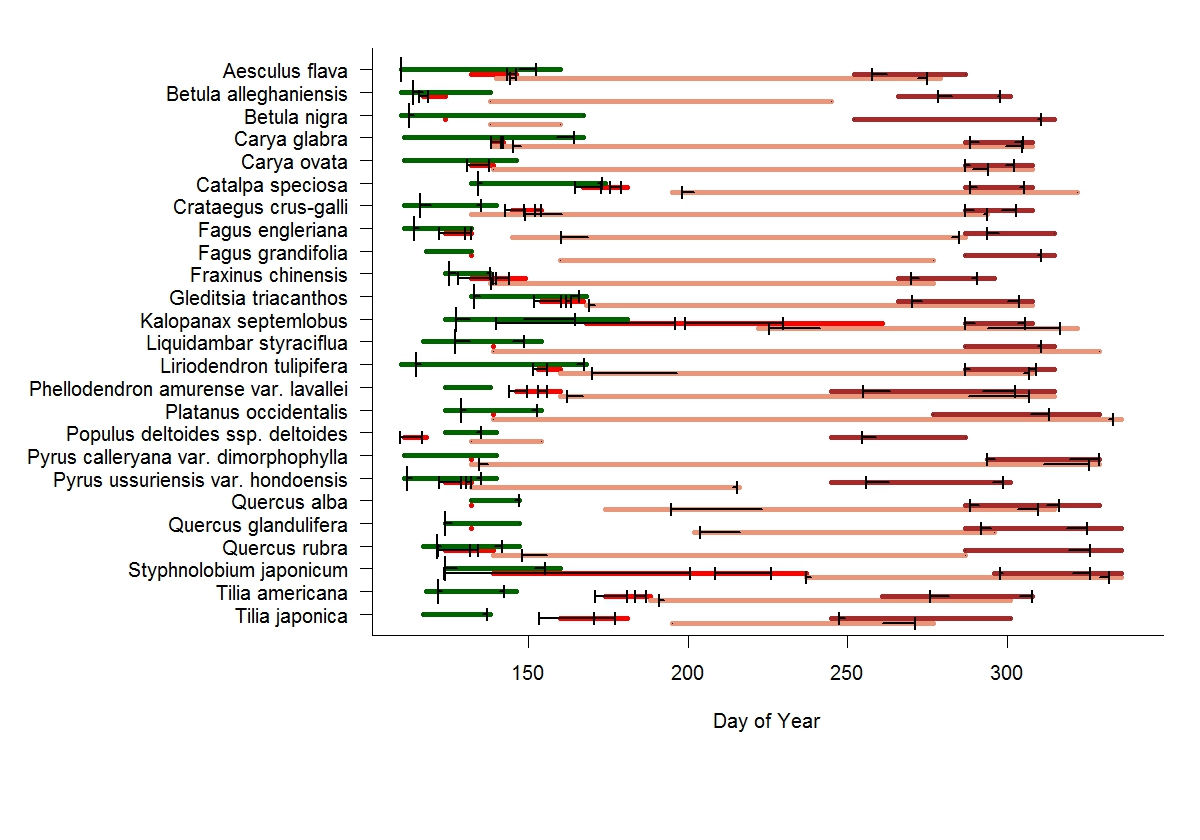 Aesculus flava
Betula alleghaniensis
Betula nigra
Carya glabra
Carya ovata
Catalpa speciosa
Crataegus crus-galli
Fagus engleriana
Fagus grandifolia
Fraxinus chinensis
Gleditsia triacanthos
Kalopanax septemlobus
Liquidambar styraciflua
Liriodendron tulipifera
Phellodendron amurense var. lavallei
Platanus occidentalis
Populus deltoides ssp. deltoides
Pyrus calleryana var. dimorphophylla
Pyrus ussuriensis var. hondoensis
Quercus alba
Quercus glandulifera
Quercus rubra
Styphnolobium japonicum
Tilia americana
Tilia japonica
150 200 250 300
Day of Year